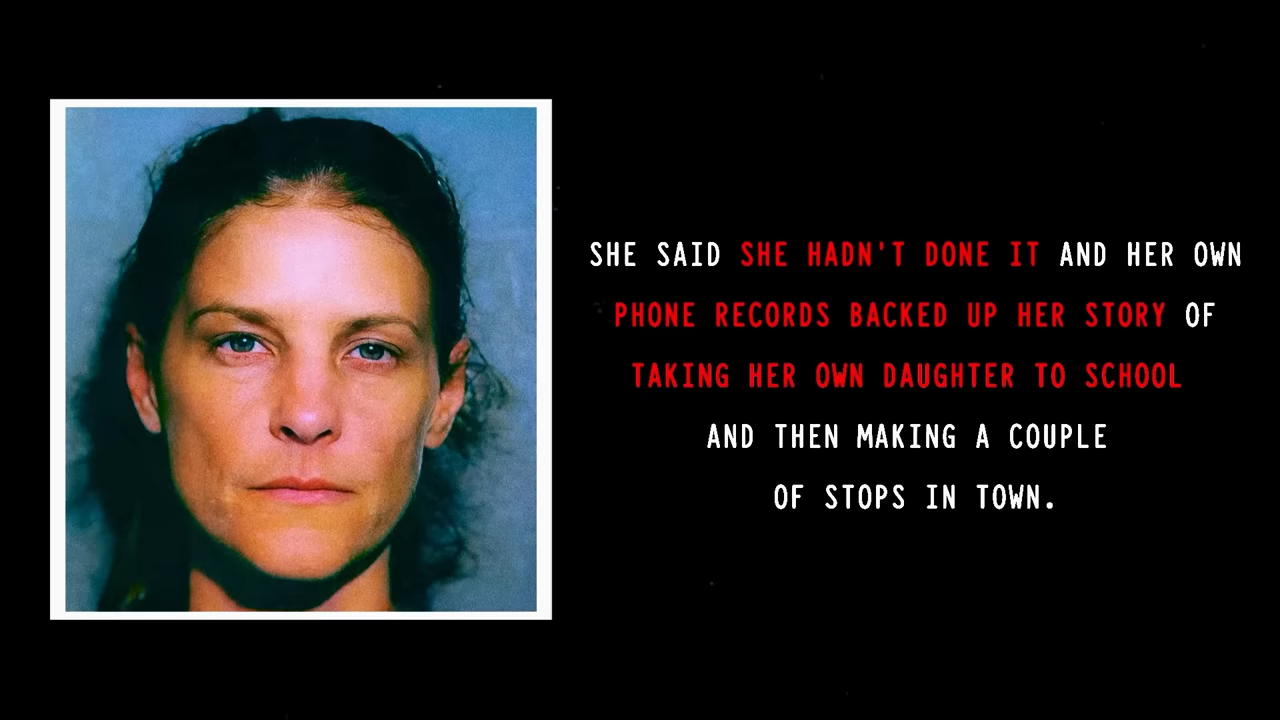 SHE SAID SHE HADN'T DONE IT AND HER OWN
PHONE RECORDS BACKED UP HER STORY OF
TAKING HER OWN DAUGHTER TO SCHOOL
AND THEN MAKING A COUPLE
OF STOPS IN TOWN.